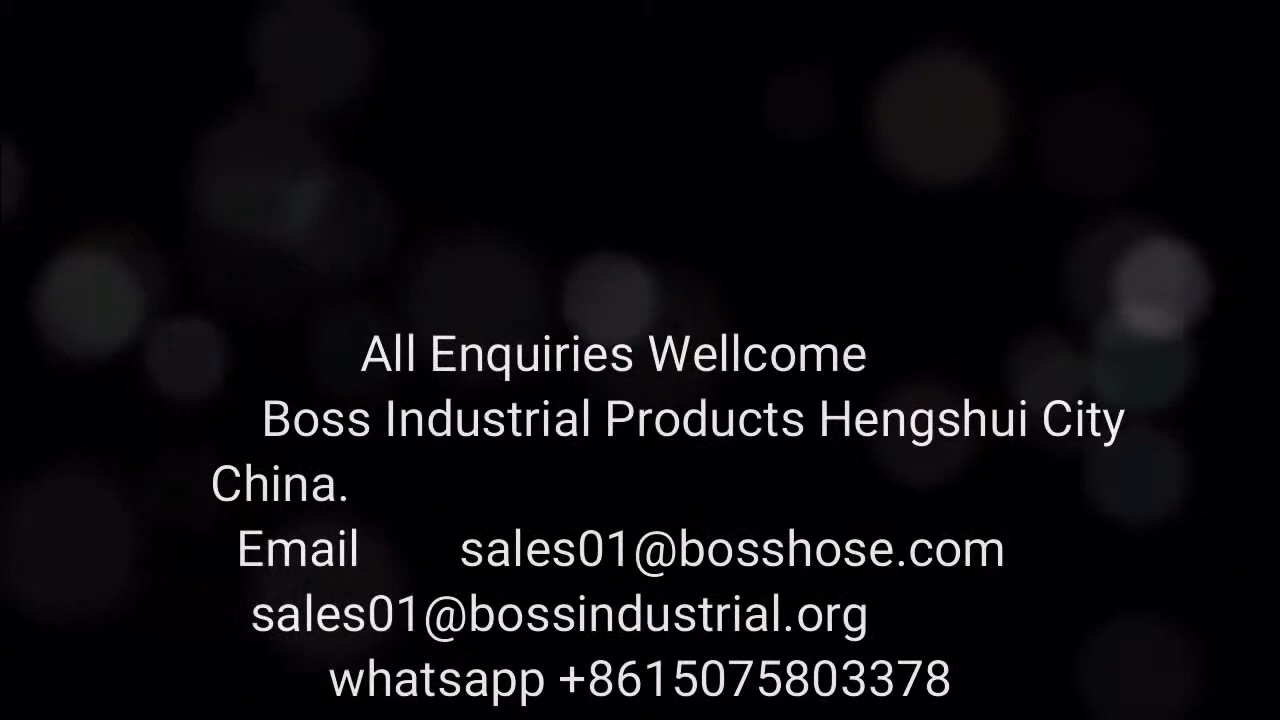 All Enquiries Wellcome
Boss Industrial Products Hengshui City
China.
Email sales01@bosshose.com
sales01@bossindustrial.org
whatsapp +8615075803378